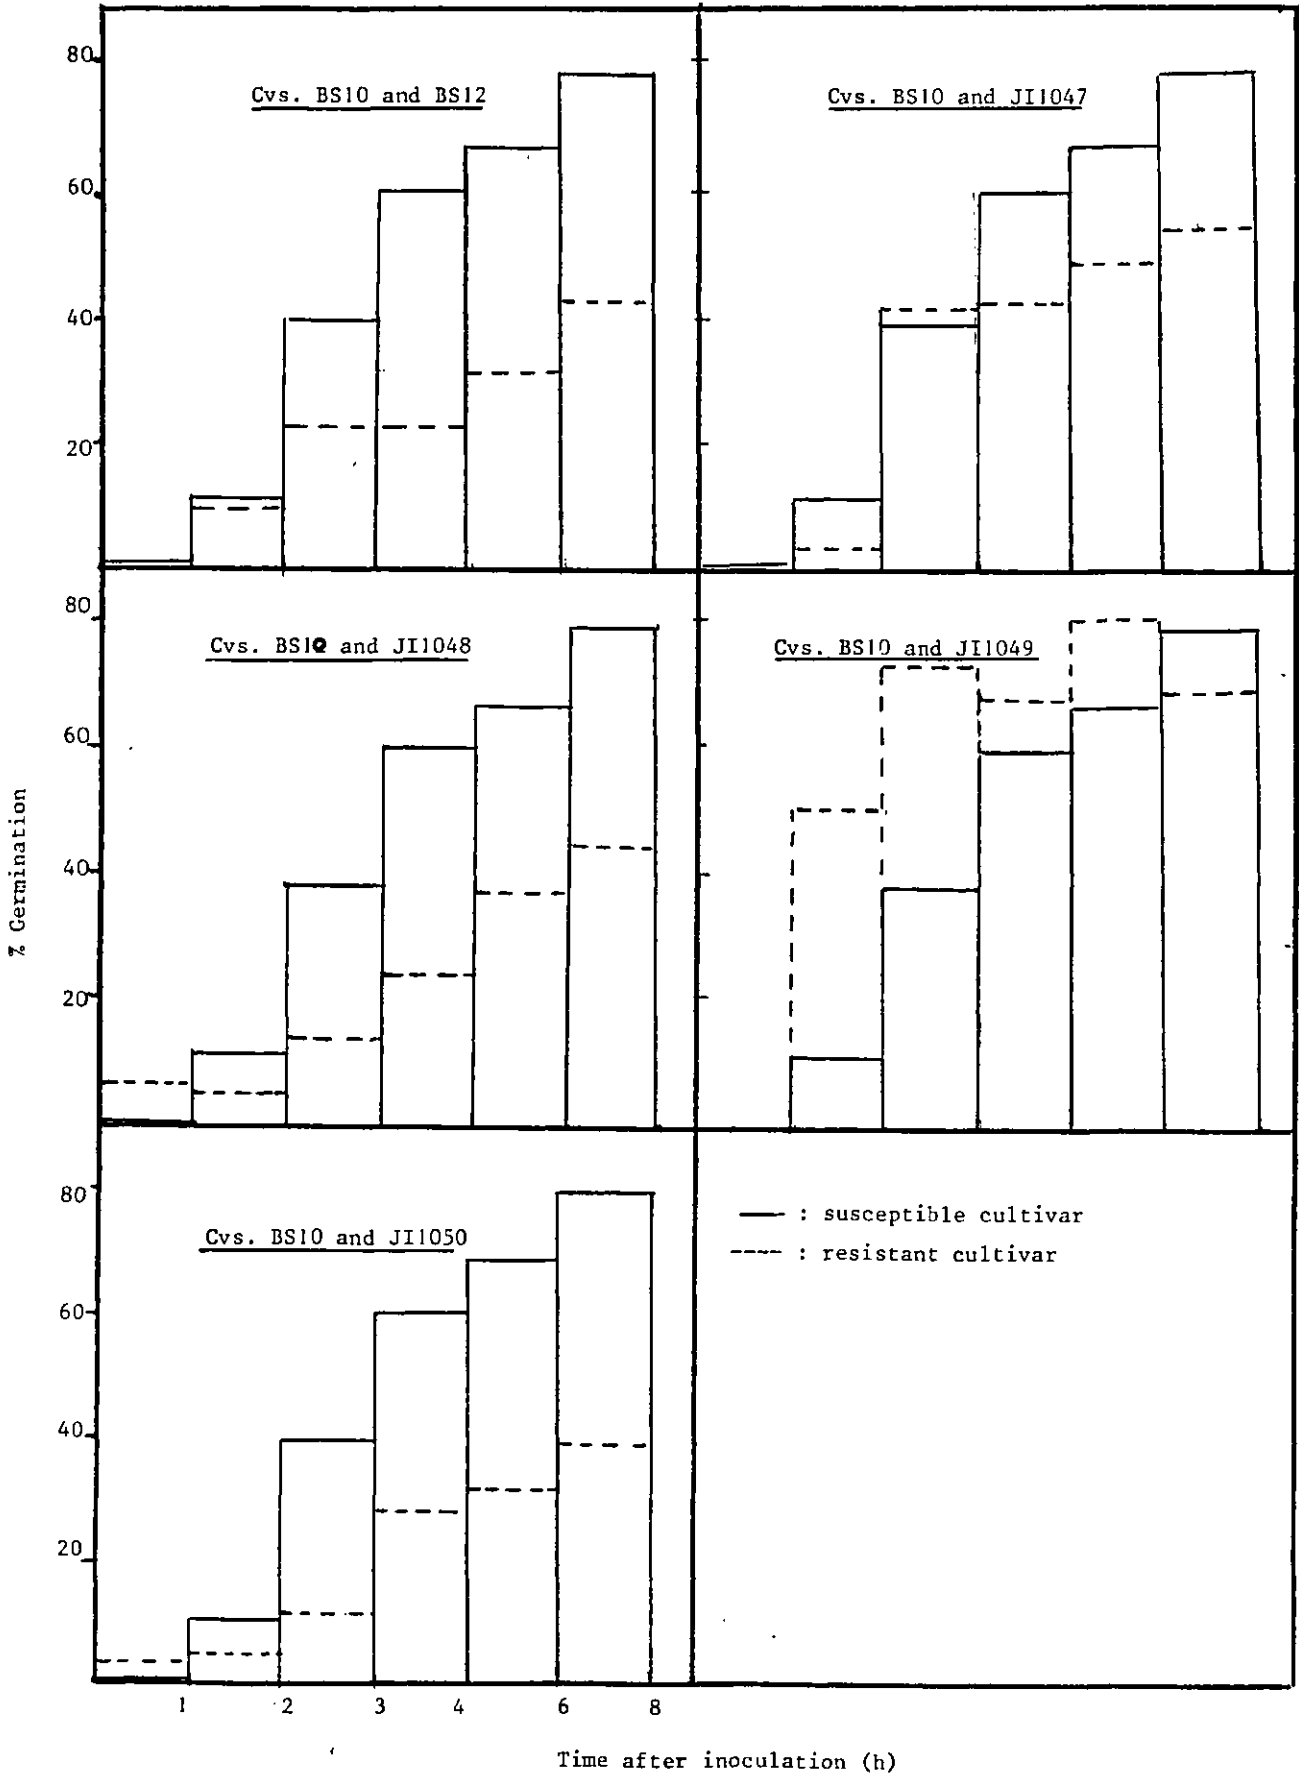 80
60
40
20
Cvs. BS10 and BS12
Cvs. BS10 and JI1047
80
60
40
20
Cvs. BS10 and JI1048
Cvs. BS10 and JI1049
% Germination
80
60
40
20
Cvs. BS10 and JI1050
: susceptible cultivar
: resistant cultivar
1 2 3 4 6 8
Time after inoculation (h)